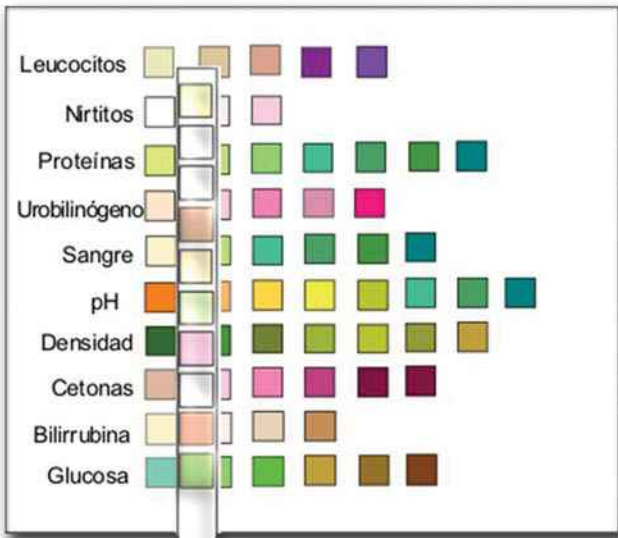 Leucocitos
Nirtitos
Proteínas
Urobilinógeno
Sangre
pH
Densidad
Cetonas
Bilirrubina
Glucosa